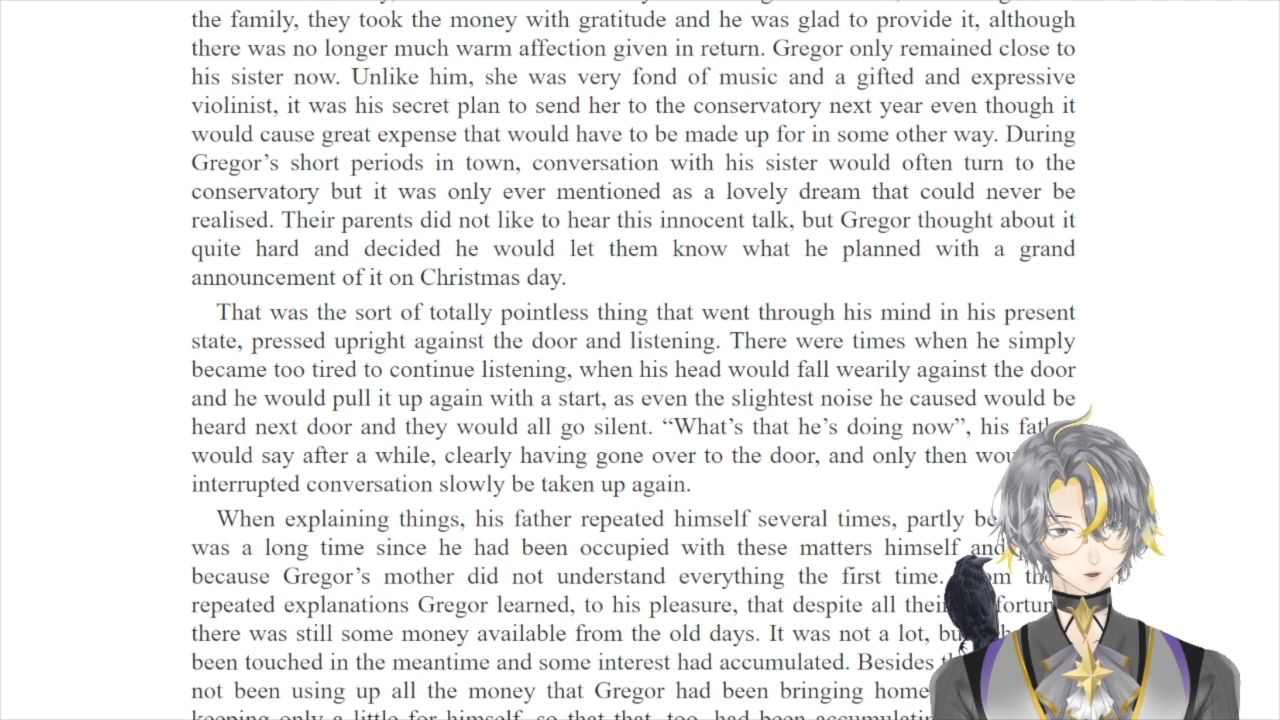 the family, they took the money with gratitude and he was glad to provide it, although
there was no longer much warm affection given in return. Gregor only remained close to
his sister now. Unlike him, she was very fond of music and a gifted and expressive
violinist, it was his secret plan to send her to the conservatory next year even though it
would cause great expense that would have to be made up for in some other way. During
Gregor’s short periods in town, conversation with his sister would often turn to the
conservatory but it was only ever mentioned as a lovely dream that could never be
realised. Their parents did not like to hear this innocent talk, but Gregor thought about it
quite hard and decided he would let them know what he planned with a grand
announcement of it on Christmas day.
That was the sort of totally pointless thing that went through his mind in his present
state, pressed upright against the door and listening. There were times when he simply
became too tired to continue listening, when his head would fall wearily against the door
and he would pull it up again with a start, as even the slightest noise he caused would be
heard next door and they would all go silent. “What’s that he’s doing now”, his
would say after a while, clearly having gone over to the door, and only then
interrupted conversation slowly be taken up again.
When explaining things, his father repeated himself several times, partly
was a long time since he had been occupied with these matters himself and
because Gregor’s mother did not understand everything the first time.
repeated explanations Gregor learned, to his pleasure, that despite all
there was still some money available from the old days. It was not a lot,
been touched in the meantime and some interest had accumulated. Besides
not been using up all the money that Gregor had been bringing home
keeping only a little for himself, so that that, too, had been